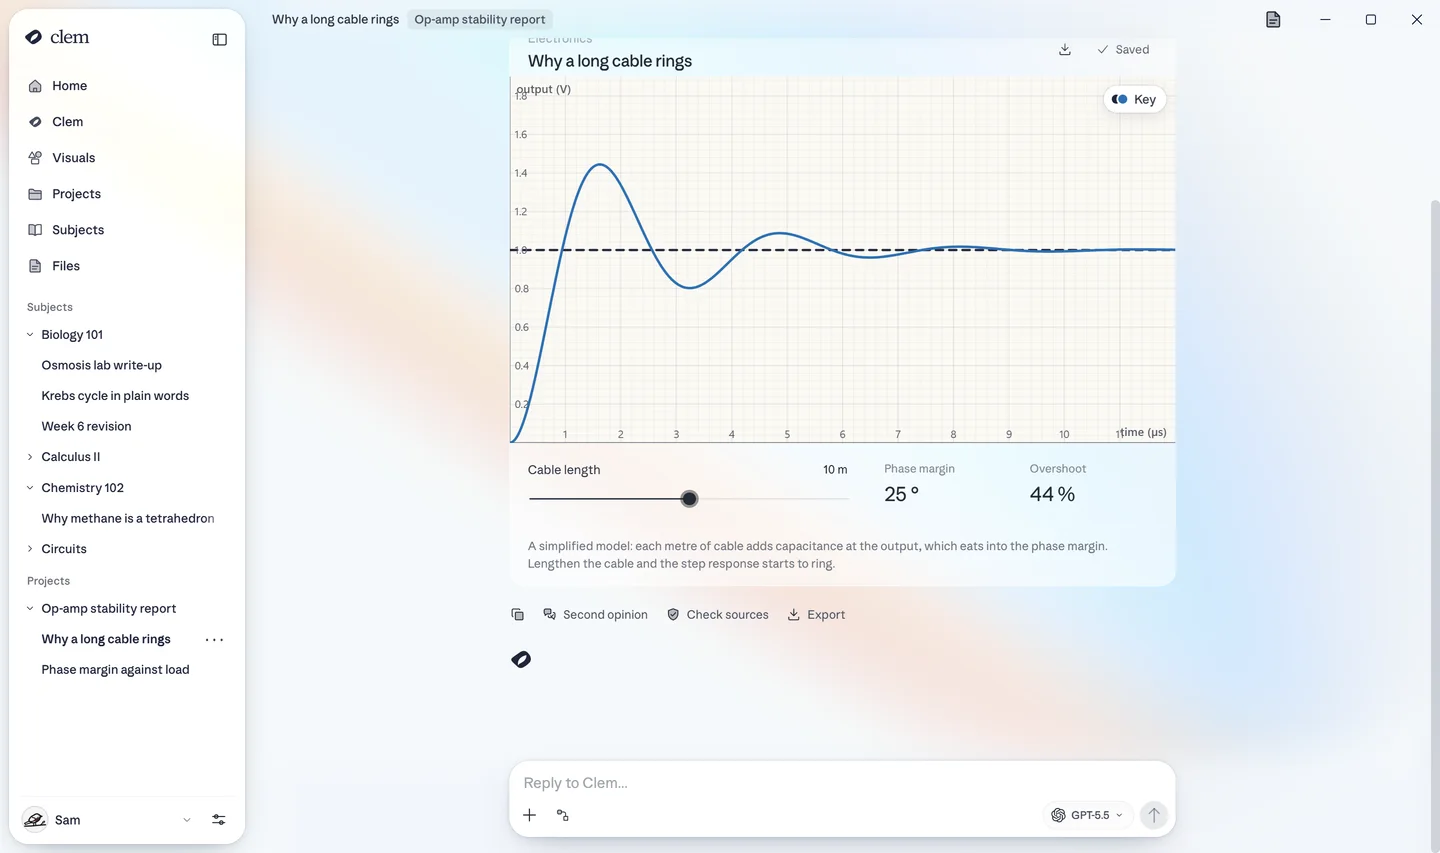 clem
Home
Clem
Visuals
Projects
Subjects
Files
Subjects
Biology 101
Osmosis lab write-up
Krebs cycle in plain words
Week 6 revision
Calculus II
Chemistry 102
Why methane is a tetrahedron
Circuits
Projects
Op-amp stability report
Why a long cable rings
Phase margin against load
Sam
Why a long cable rings Op-amp stability report
Electronics
Why a long cable rings
Saved
output (V)
Key
1.8
1.6
1.4
1.2
1.0
0.8
0.6
0.4
0.2
1 2 3 4 5 6 7 8 9 10 11
time (μs)
Cable length 10 m
Phase margin
25 °
Overshoot
44 %
A simplified model: each metre of cable adds capacitance at the output, which eats into the phase margin.
Lengthen the cable and the step response starts to ring.
Second opinion Check sources Export
Reply to Clem...
GPT-5.5